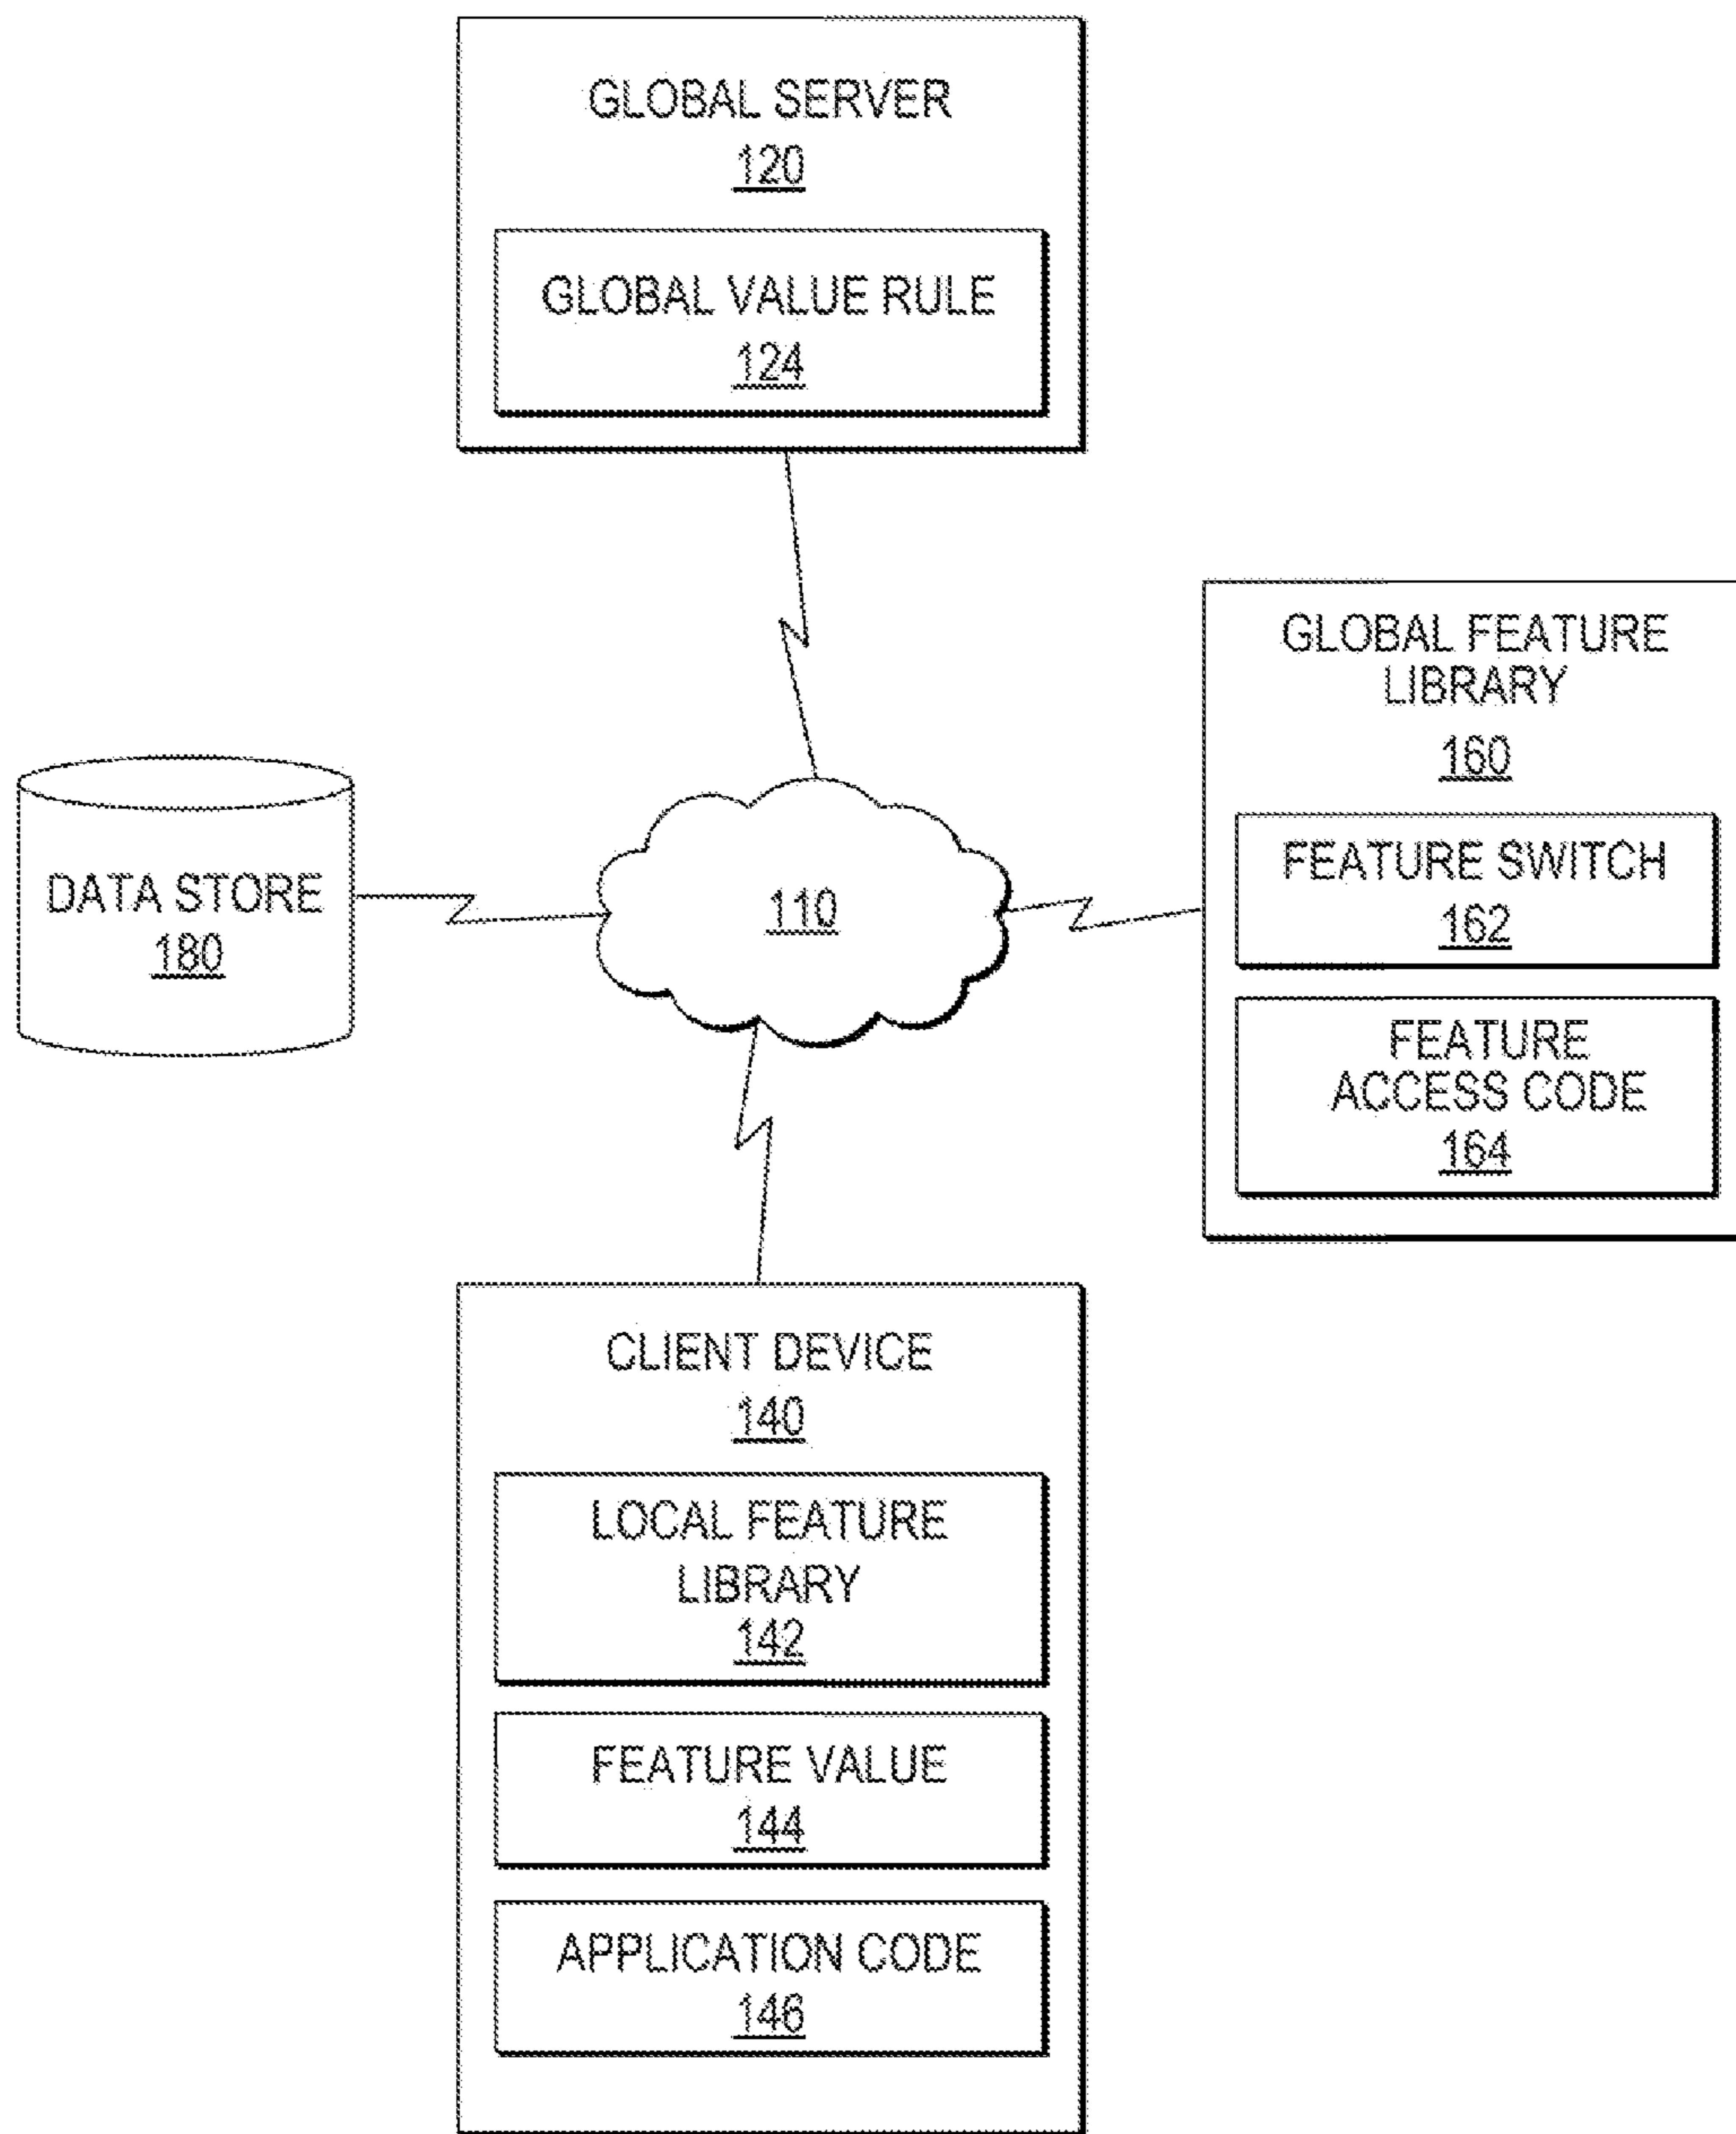 GLOBAL SERVER
120
GLOBAL VALUE RULE
124
GLOBAL FEATURE
LIBRARY
160
FEATURE SWITCH
162
FEATURE
ACCESS CODE
164
DATA STORE
180
110
CLIENT DEVICE
140
LOCAL FEATURE
LIBRARY
142
FEATURE VALUE
144
APPLICATION CODE
146